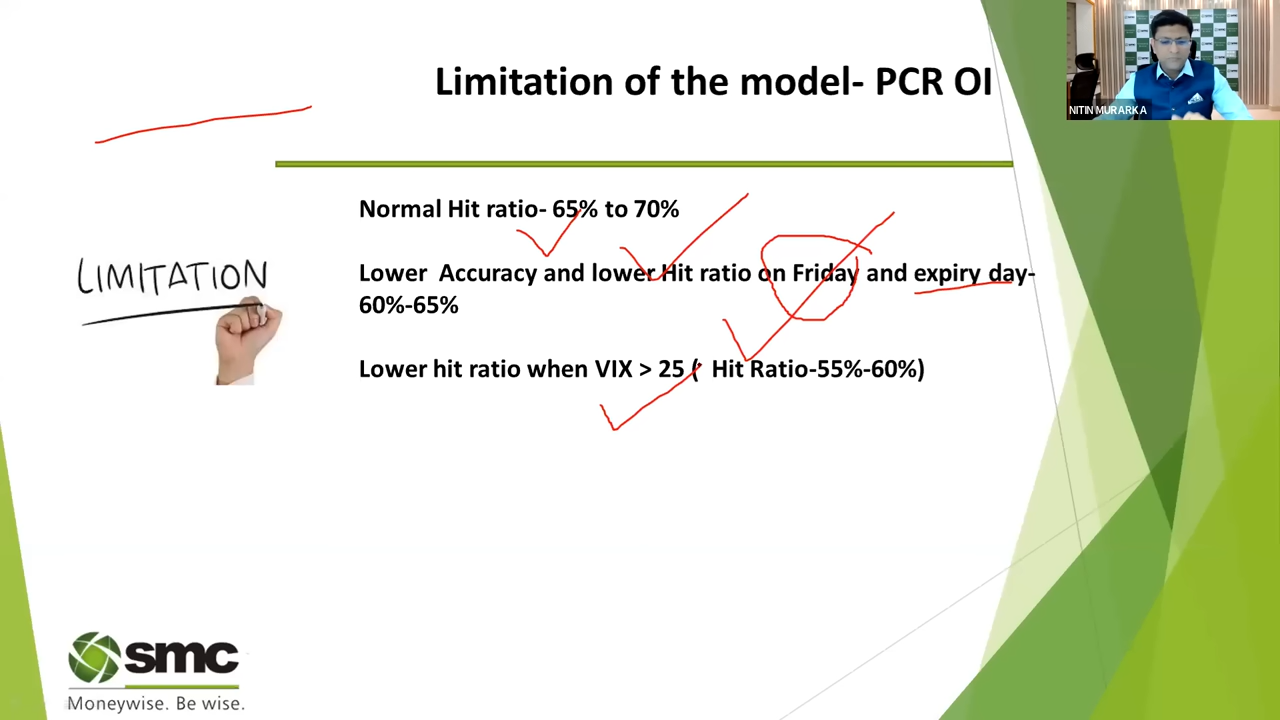 Limitation of the model- PCR OI
NITIN MURARKA
Normal Hit ratio- 65% to 70%
LIMITATION
Lower Accuracy and lower Hit ratio on Friday and expiry day-
60%-65%
Lower hit ratio when VIX > 25 ( Hit Ratio-55%-60%)
smc
Moneywise. Be wise.